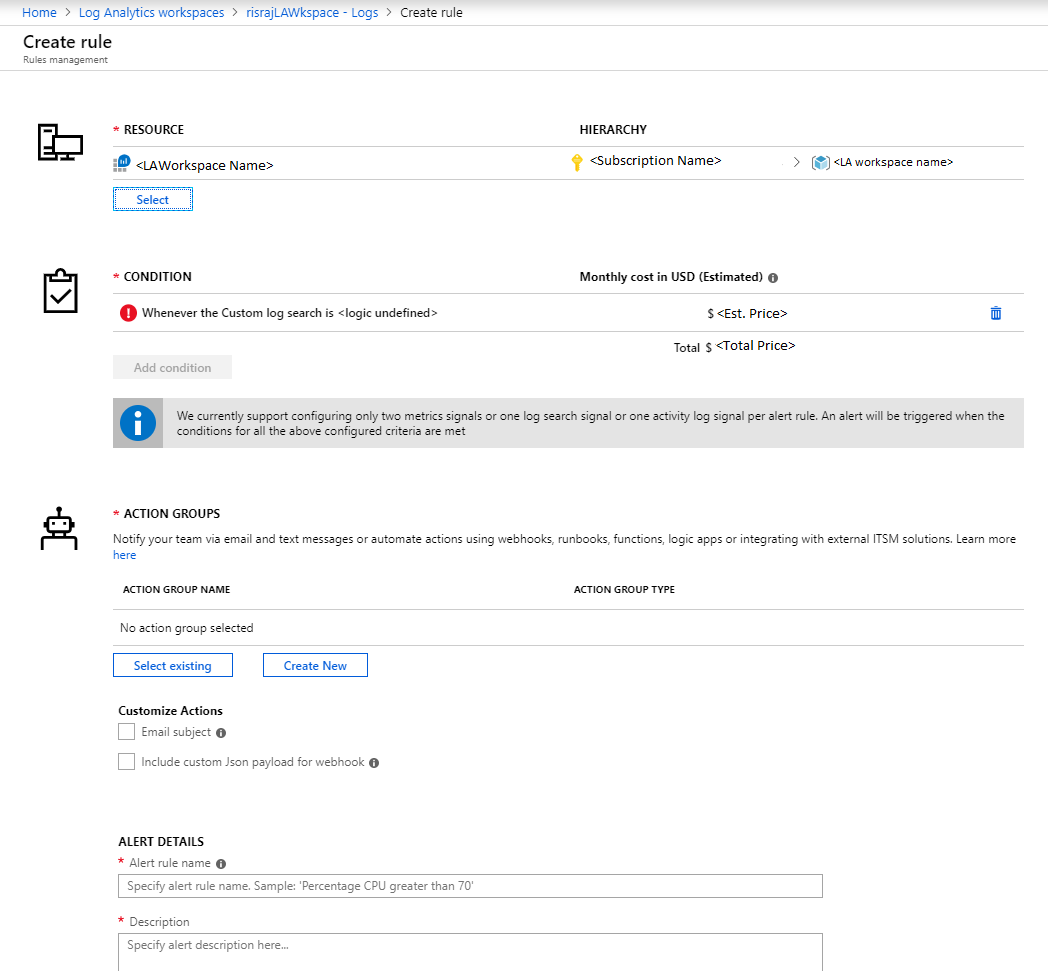 Home > Log Analytics workspaces > risrajLAWkspace - Logs > Create rule
Create rule
Rules management
* RESOURCE
HIERARCHY
<LAWorkspace Name>
<Subscription Name> > <LA workspace name>
Select
* CONDITION
Monthly cost in USD (Estimated)
Whenever the Custom log search is <logic undefined>
$ <Est. Price>
Total $ <Total Price>
Add condition
We currently support configuring only two metrics signals or one log search signal or one activity log signal per alert rule. An alert will be triggered when the
conditions for all the above configured criteria are met
* ACTION GROUPS
Notify your team via email and text messages or automate actions using webhooks, runbooks, functions, logic apps or integrating with external ITSM solutions. Learn more
here
ACTION GROUP NAME
ACTION GROUP TYPE
No action group selected
Select existing
Create New
Customize Actions
Email subject
Include custom Json payload for webhook
ALERT DETAILS
* Alert rule name
Specify alert rule name. Sample: 'Percentage CPU greater than 70'
* Description
Specify alert description here...